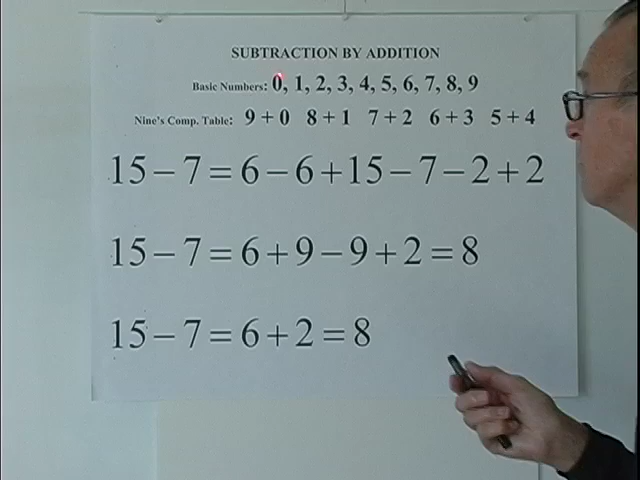 SUBTRACTION BY ADDITION
Basic Numbers: 0, 1, 2, 3, 4, 5, 6, 7, 8, 9
Nine's Comp. Table: 9 + 0 8 + 1 7 + 2 6 + 3 5 + 4
15 − 7 = 6 − 6 + 15 − 7 − 2 + 2
15 − 7 = 6 + 9 − 9 + 2 = 8
15 − 7 = 6 + 2 = 8